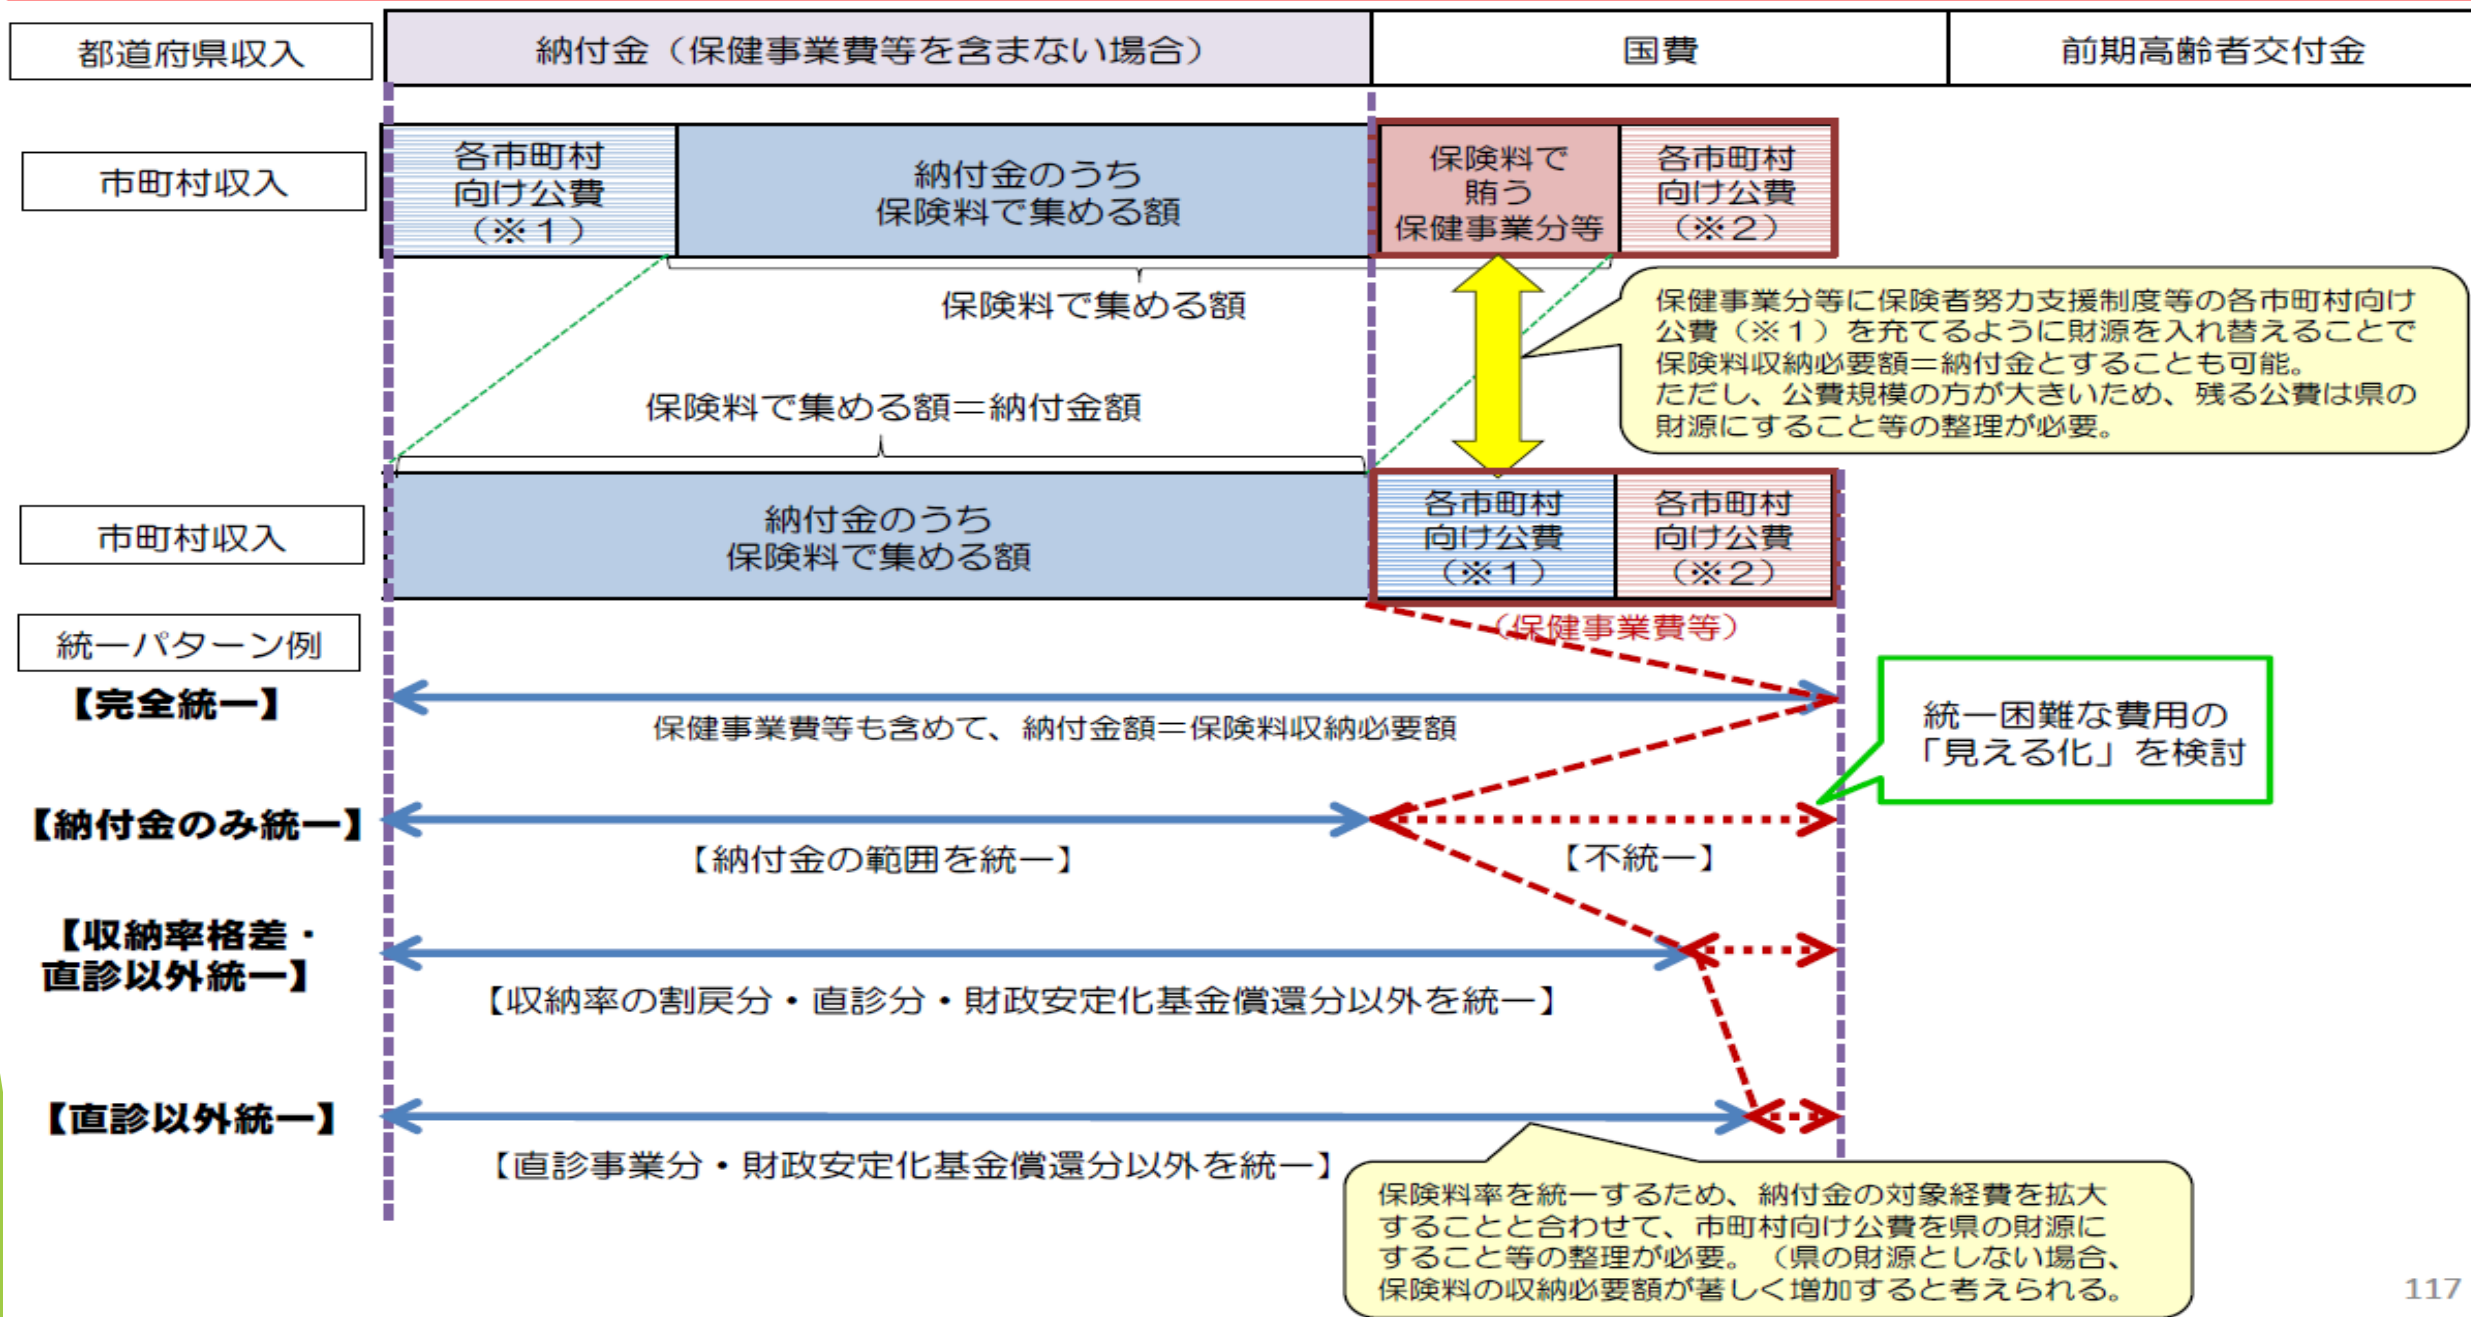 都道府県収入
納付金（保健事業費等を含まない場合）
国費
前期高齢者交付金
市町村収入
各市町村
向け公費
（※１）
納付金のうち
保険料で集める額
保険料で
賄う
保健事業分等
各市町村
向け公費
（※２）
保険料で集める額
保健事業分等に保険者努力支援制度等の各市町村向け
公費（※１）を充てるように財源を入れ替えることで
保険料収納必要額＝納付金とすることも可能。
ただし、公費規模の方が大きいため、残る公費は県の
財源にすること等の整理が必要。
保険料で集める額＝納付金額
市町村収入
納付金のうち
保険料で集める額
各市町村
向け公費
（※１）
各市町村
向け公費
（※２）
（保健事業費等）
統一パターン例
【完全統一】
保健事業費等も含めて、納付金額＝保険料収納必要額
統一困難な費用の
「見える化」を検討
【納付金のみ統一】
【納付金の範囲を統一】
【不統一】
【収納率格差・
直診以外統一】
【収納率の割戻分・直診分・財政安定化基金償還分以外を統一】
【直診以外統一】
【直診事業分・財政安定化基金償還分以外を統一】
保険料率を統一するため、納付金の対象経費を拡大
することと合わせて、市町村向け公費を県の財源に
すること等の整理が必要。（県の財源としない場合、
保険料の収納必要額が著しく増加すると考えられる。
117